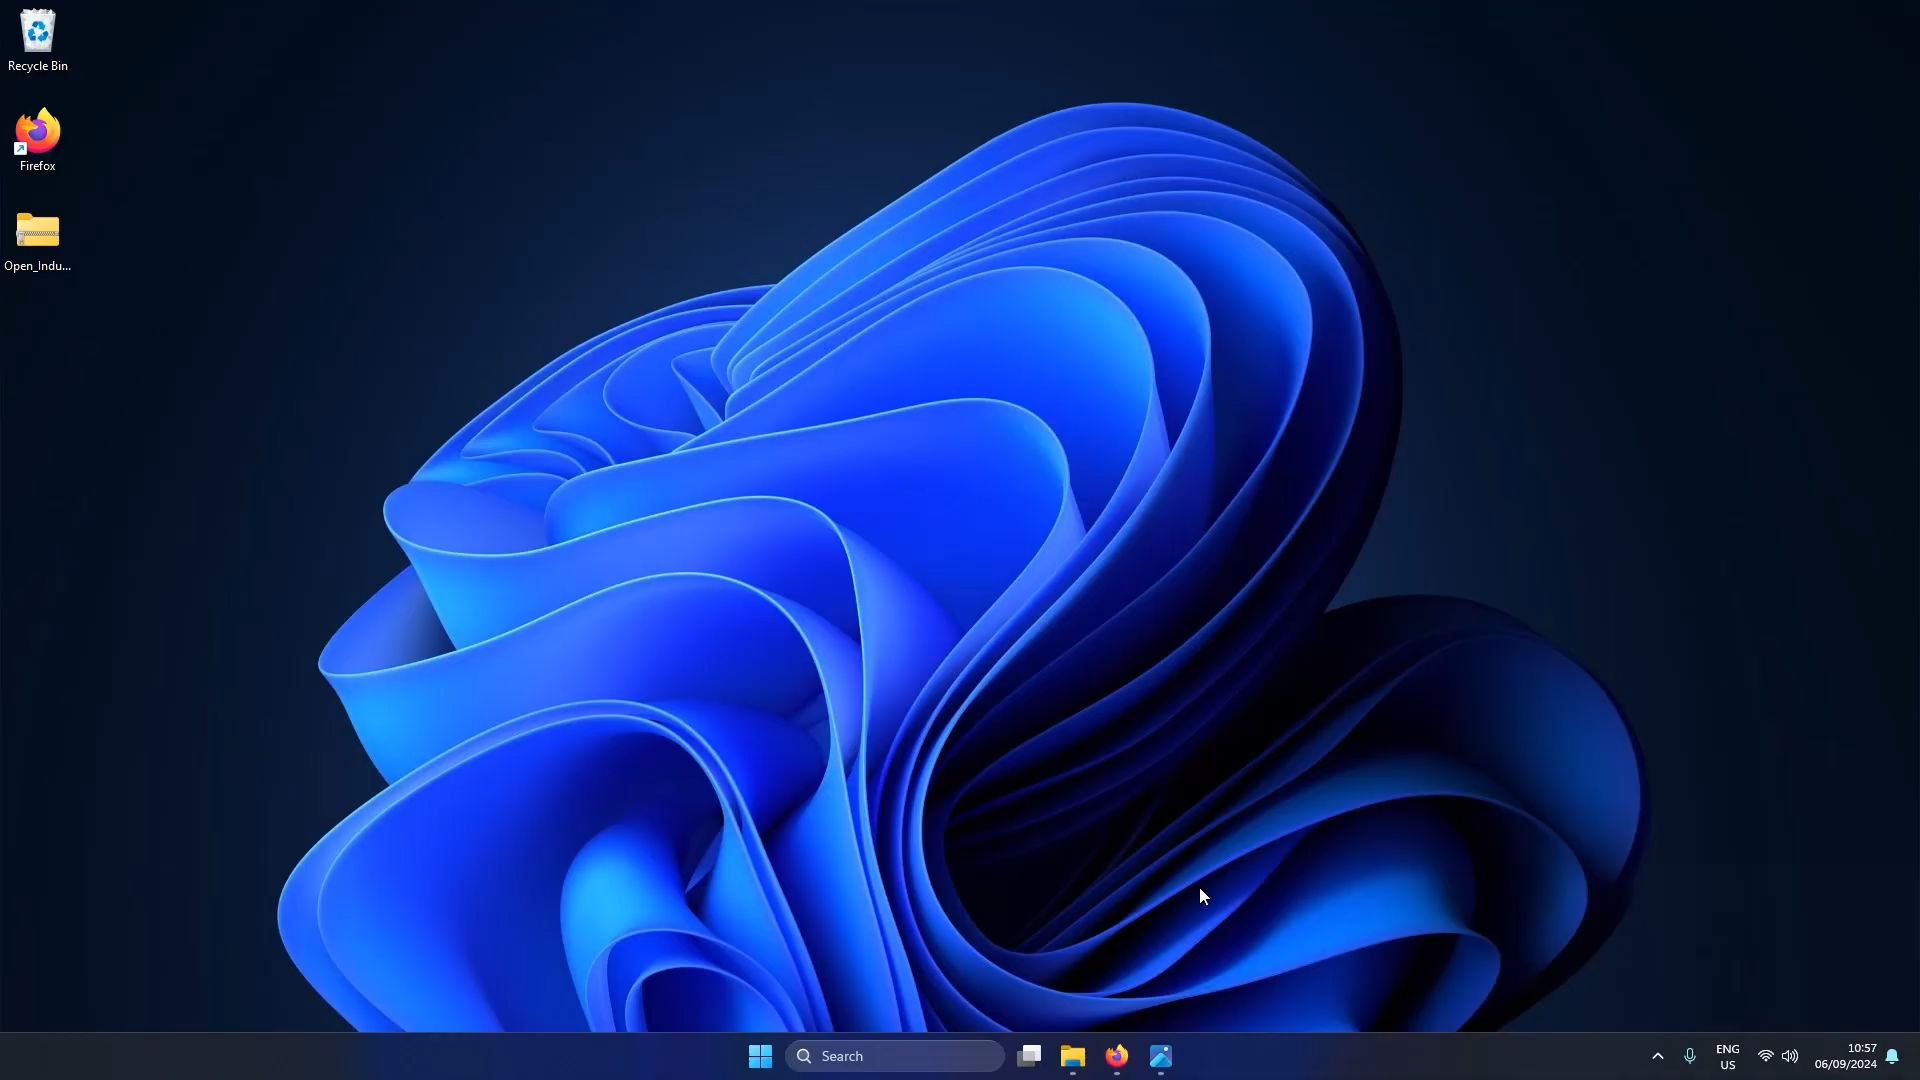 Recycle Bin
Firefox
Open_Indu...
Search
ENG
US
10:57
06/09/2024